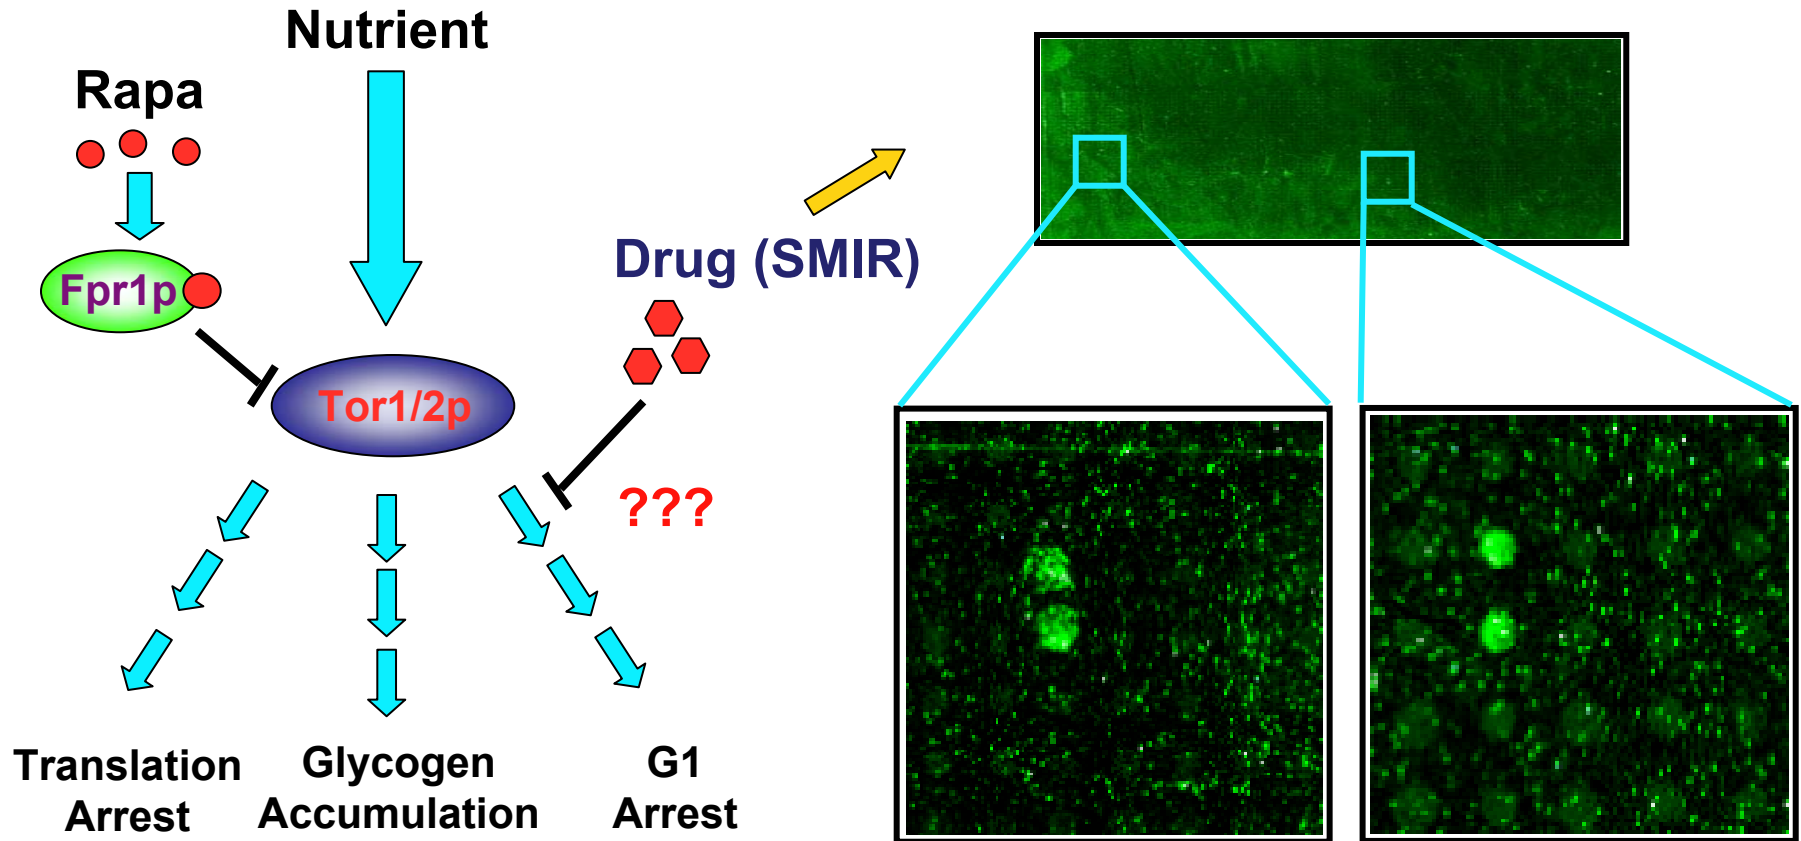 Nutrient
Rapa
Fpr1p
Drug (SMIR)
Tor1/2p
???
Translation
Arrest
Glycogen
Accumulation
G1
Arrest